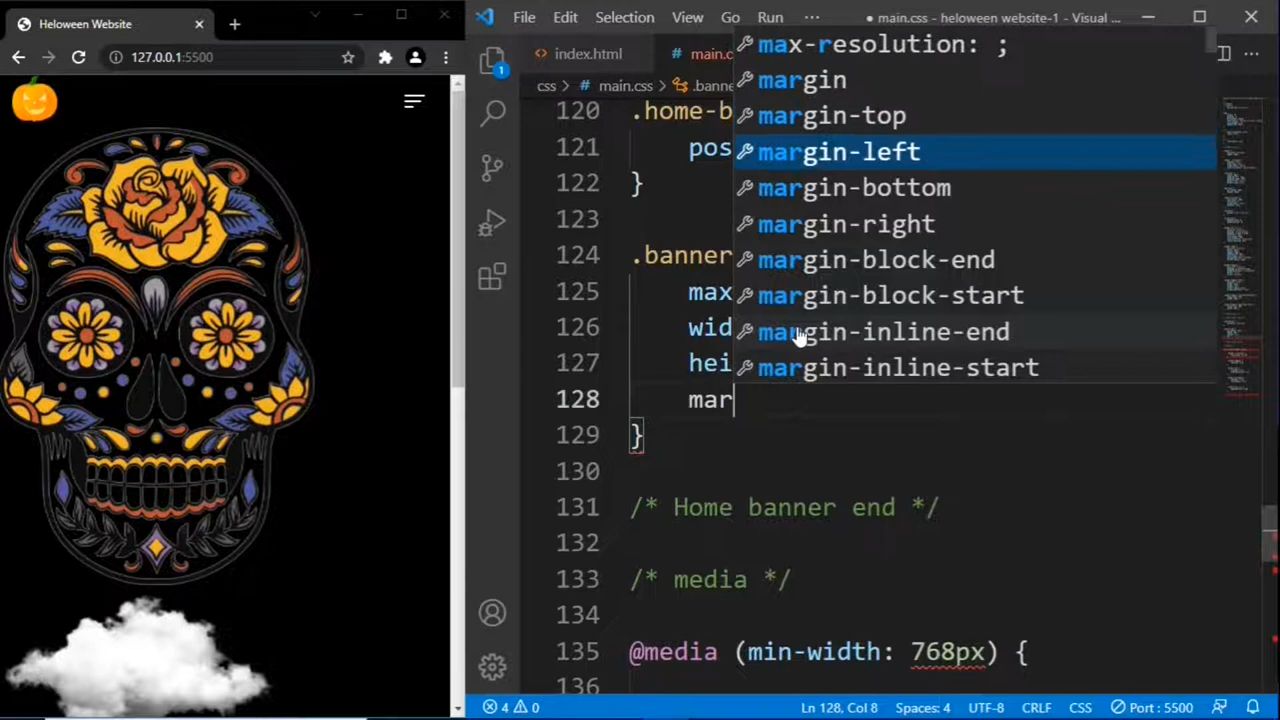 Heloween Website
127.0.0.1:5500
File Edit Selection View Go Run ··· ● main.css - heloween website-1 - Visual ...
index.html
# main.c
css > # main.css > .bann
1
120 .home-b
121 pos
122 }
123
124 .banner
125 max
126 wid
127 hei
128 mar
129 }
130
131 /* Home banner end */
132
133 /* media */
134
135 @media (min-width: 768px) {
136
max-resolution: ;
margin
margin-top
margin-left
margin-bottom
margin-right
margin-block-end
margin-block-start
margin-inline-end
margin-inline-start
4 0 Ln 128, Col 8 Spaces: 4 UTF-8 CRLF CSS Port : 5500